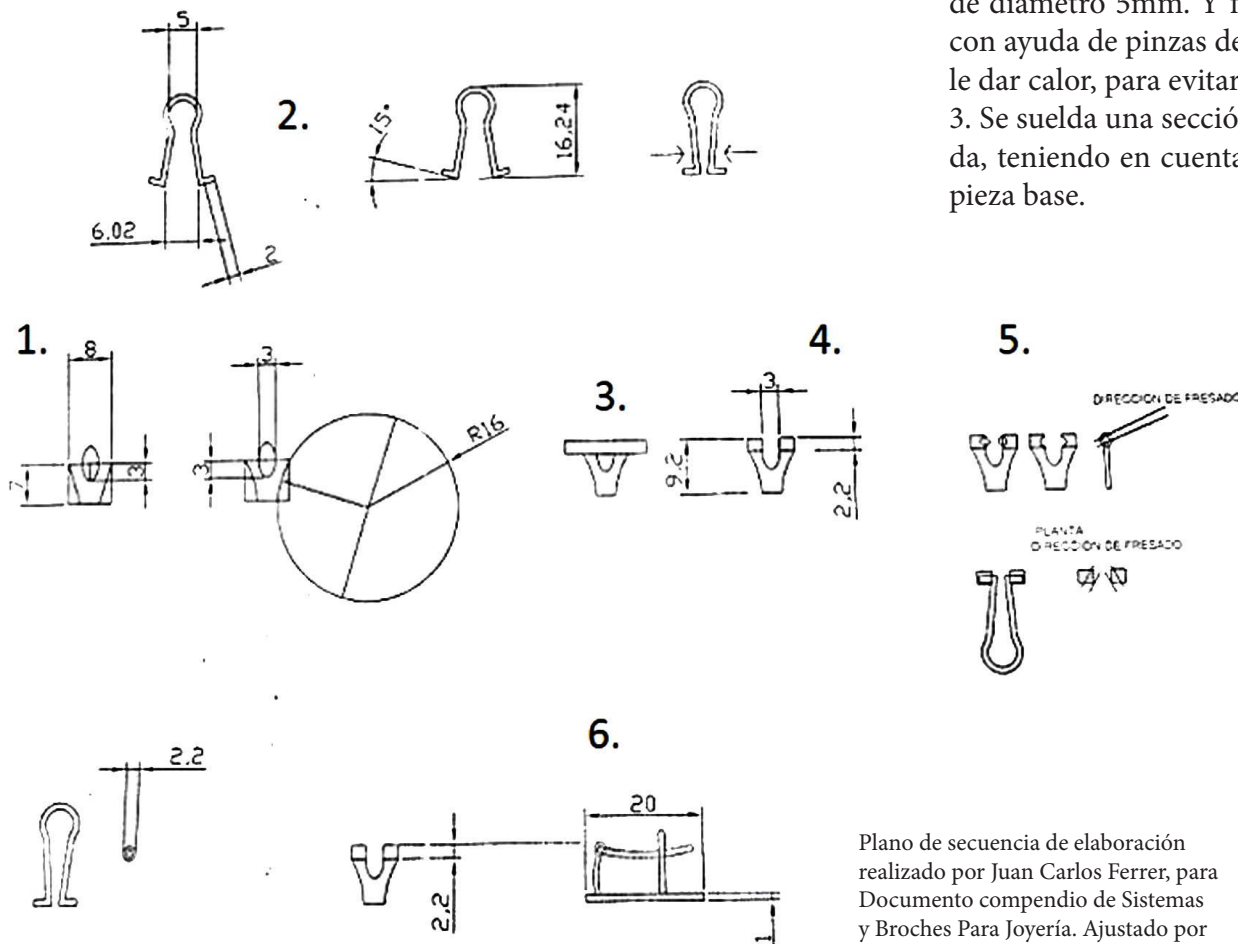 de diámetro 5mm. Y f
con ayuda de pinzas de
le dar calor, para evitar
3. Se suelda una secció
da, teniendo en cuenta
pieza base.
5
2.
15°
16.24
6.02
2
1.
8
3
7
3
3
R16
3.
4.
3
9.2
2.2
5.
DIRECCION DE FRESADO
PLANTA
DIRECCION DE FRESADO
2.2
6.
2.2
20
1
Plano de secuencia de elaboración
realizado por Juan Carlos Ferrer, para
Documento compendio de Sistemas
y Broches Para Joyería. Ajustado por